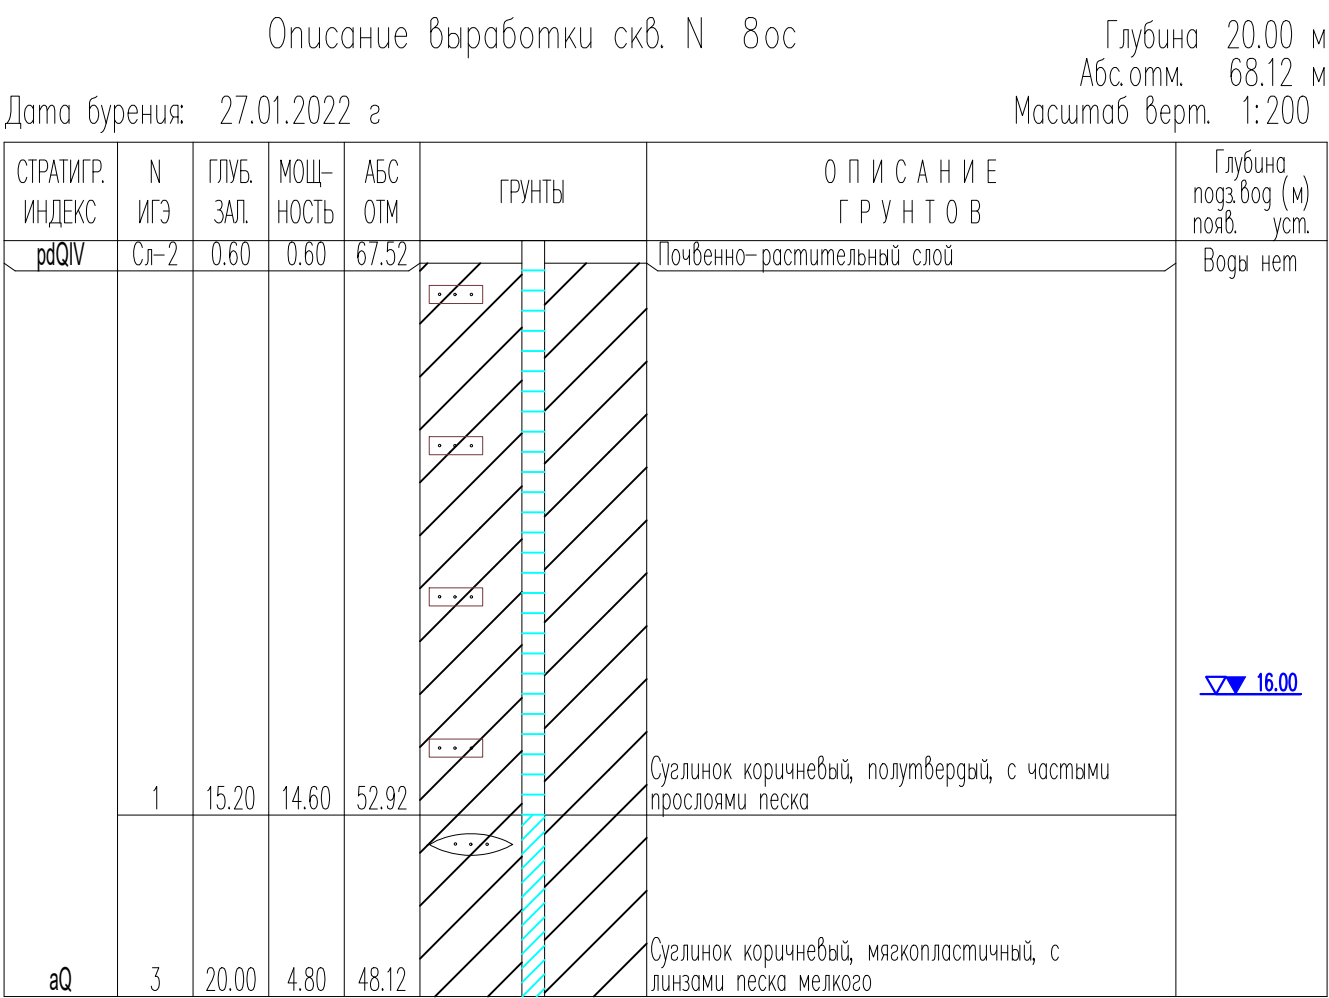 Описание выработки скв. N 8ос
Глубина 20.00 м
Абс.отм. 68.12 м
Дата бурения: 27.01.2022 г
Масштаб верт. 1:200
СТРАТИГР. ИНДЕКС
N ИГЭ
ГЛУБ. ЗАЛ.
МОЩ- НОСТЬ
АБС ОТМ
ГРУНТЫ
ОПИСАНИЕ ГРУНТОВ
Глубина
подз.вод (м)
появ. уст.
pdQIV Сл-2 0.60 0.60 67.52 Почвенно-растительный слой
Воды нет
16.00
Суглинок коричневый, полутвердый, с частыми
1 15.20 14.60 52.92 прослоями песка
Суглинок коричневый, мягкопластичный, с
aQ 3 20.00 4.80 48.12 линзами песка мелкого